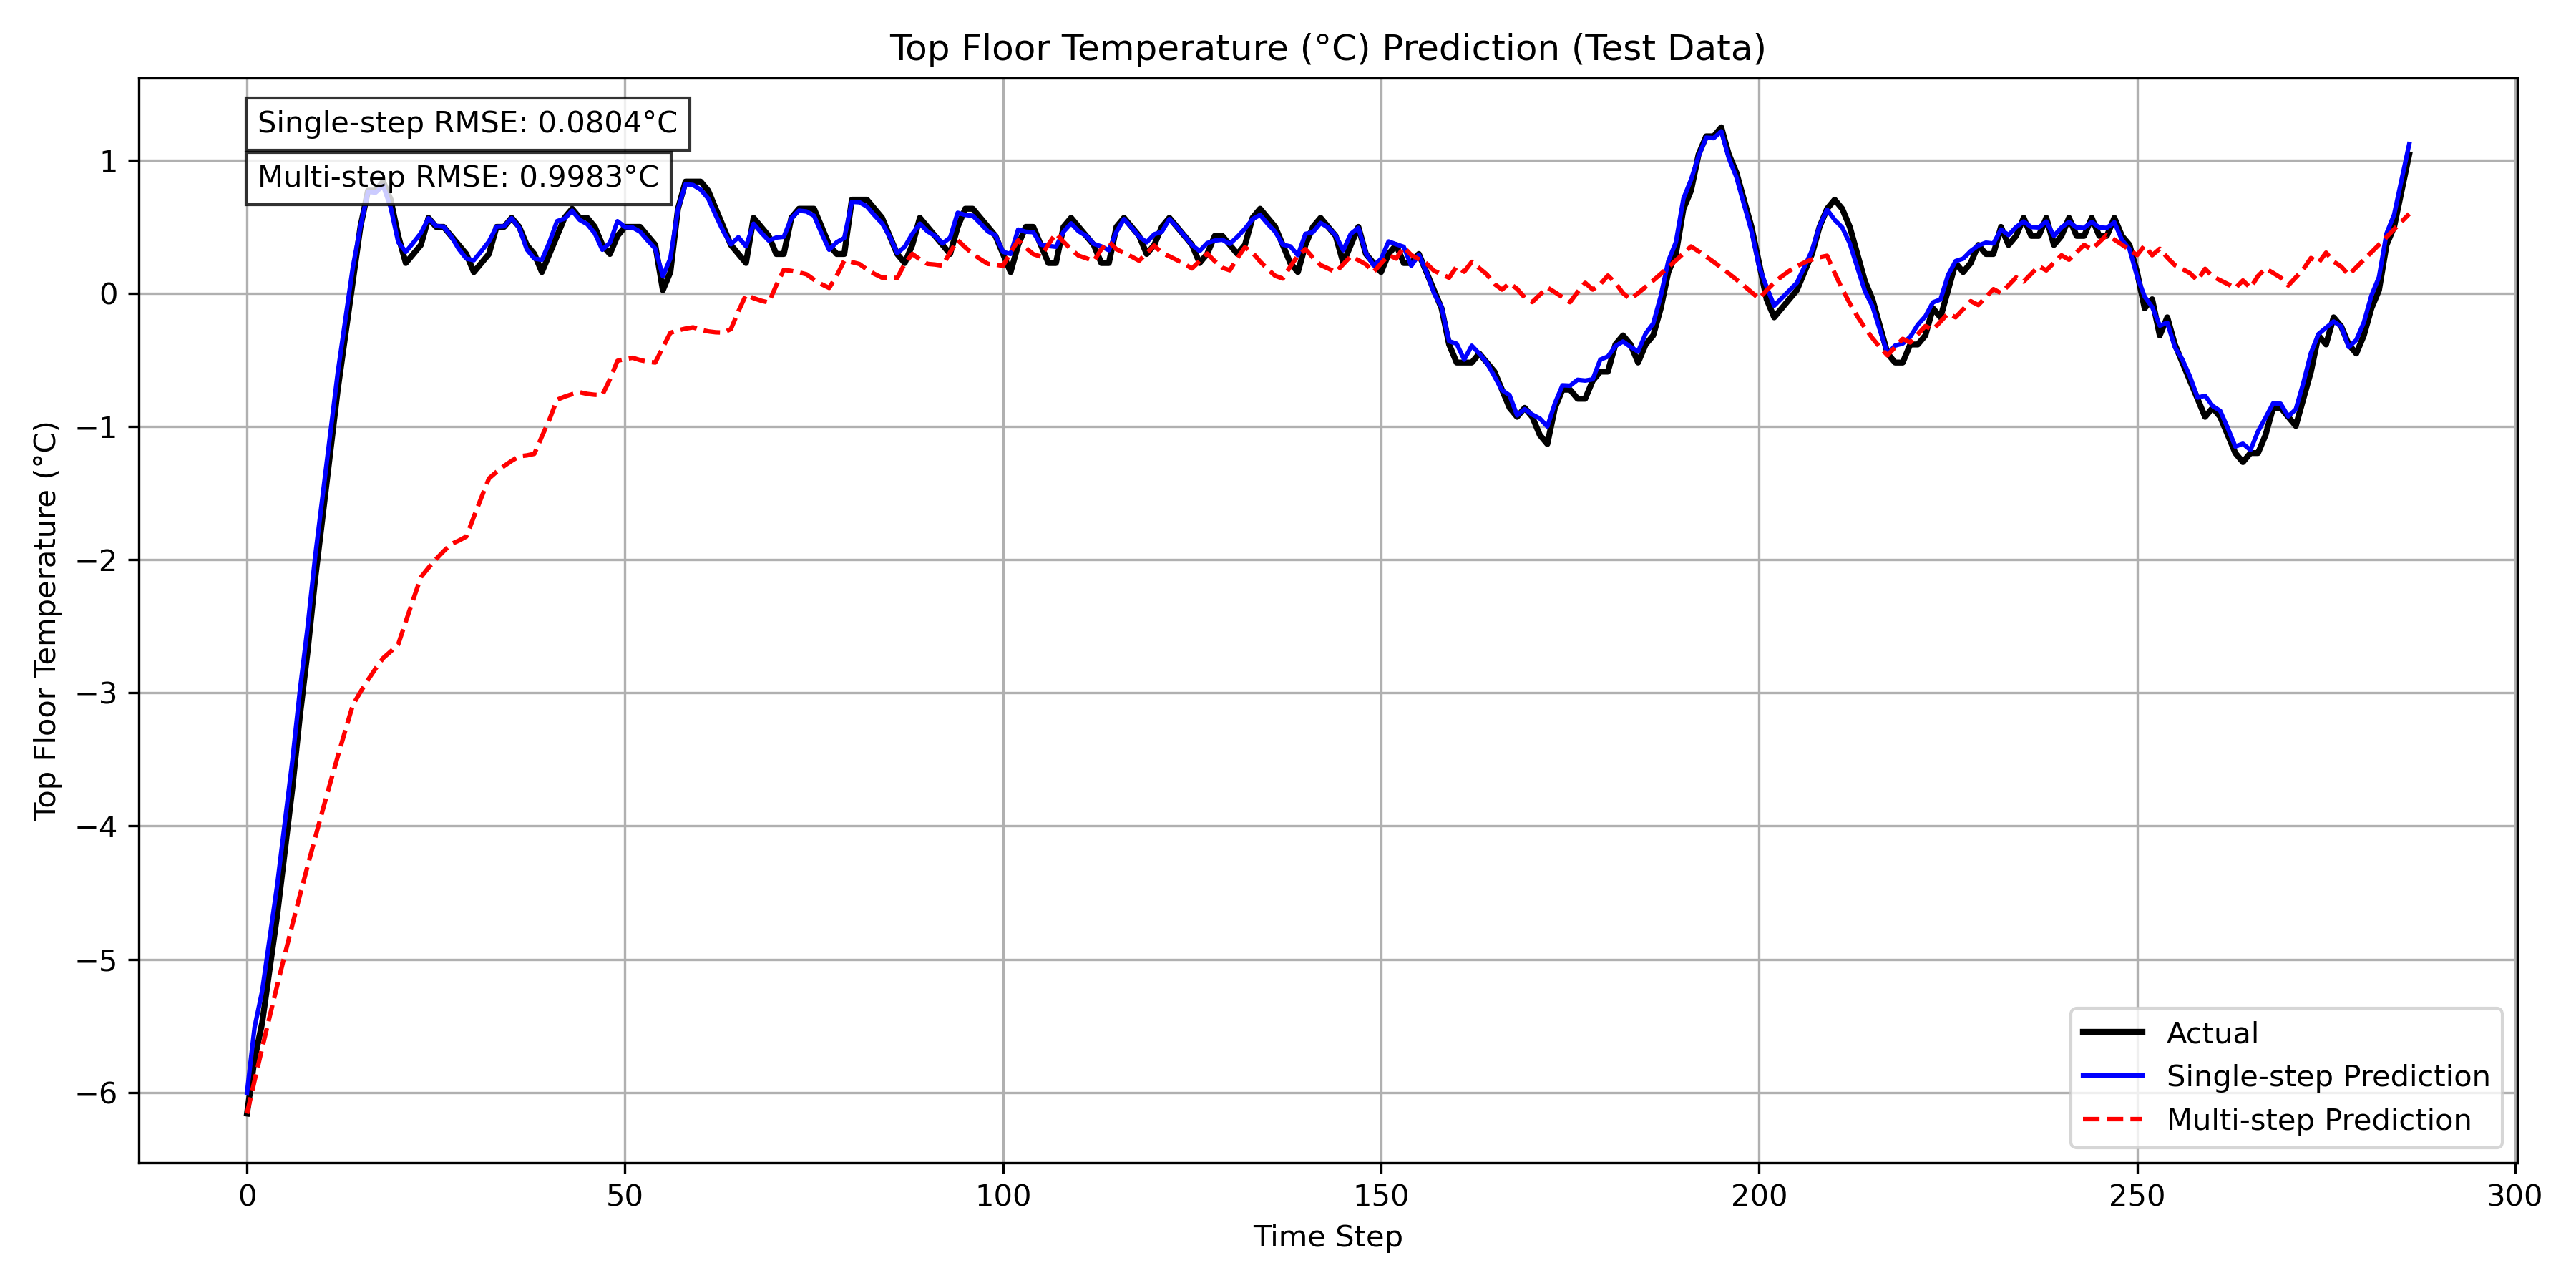 Top Floor Temperature (°C) Prediction (Test Data)
Single-step RMSE: 0.0804°C
Multi-step RMSE: 0.9983°C
1
0
−1
−2
−3
−4
−5
−6
Top Floor Temperature (°C)
Actual
Single-step Prediction
Multi-step Prediction
0 50 100 150 200 250 300
Time Step